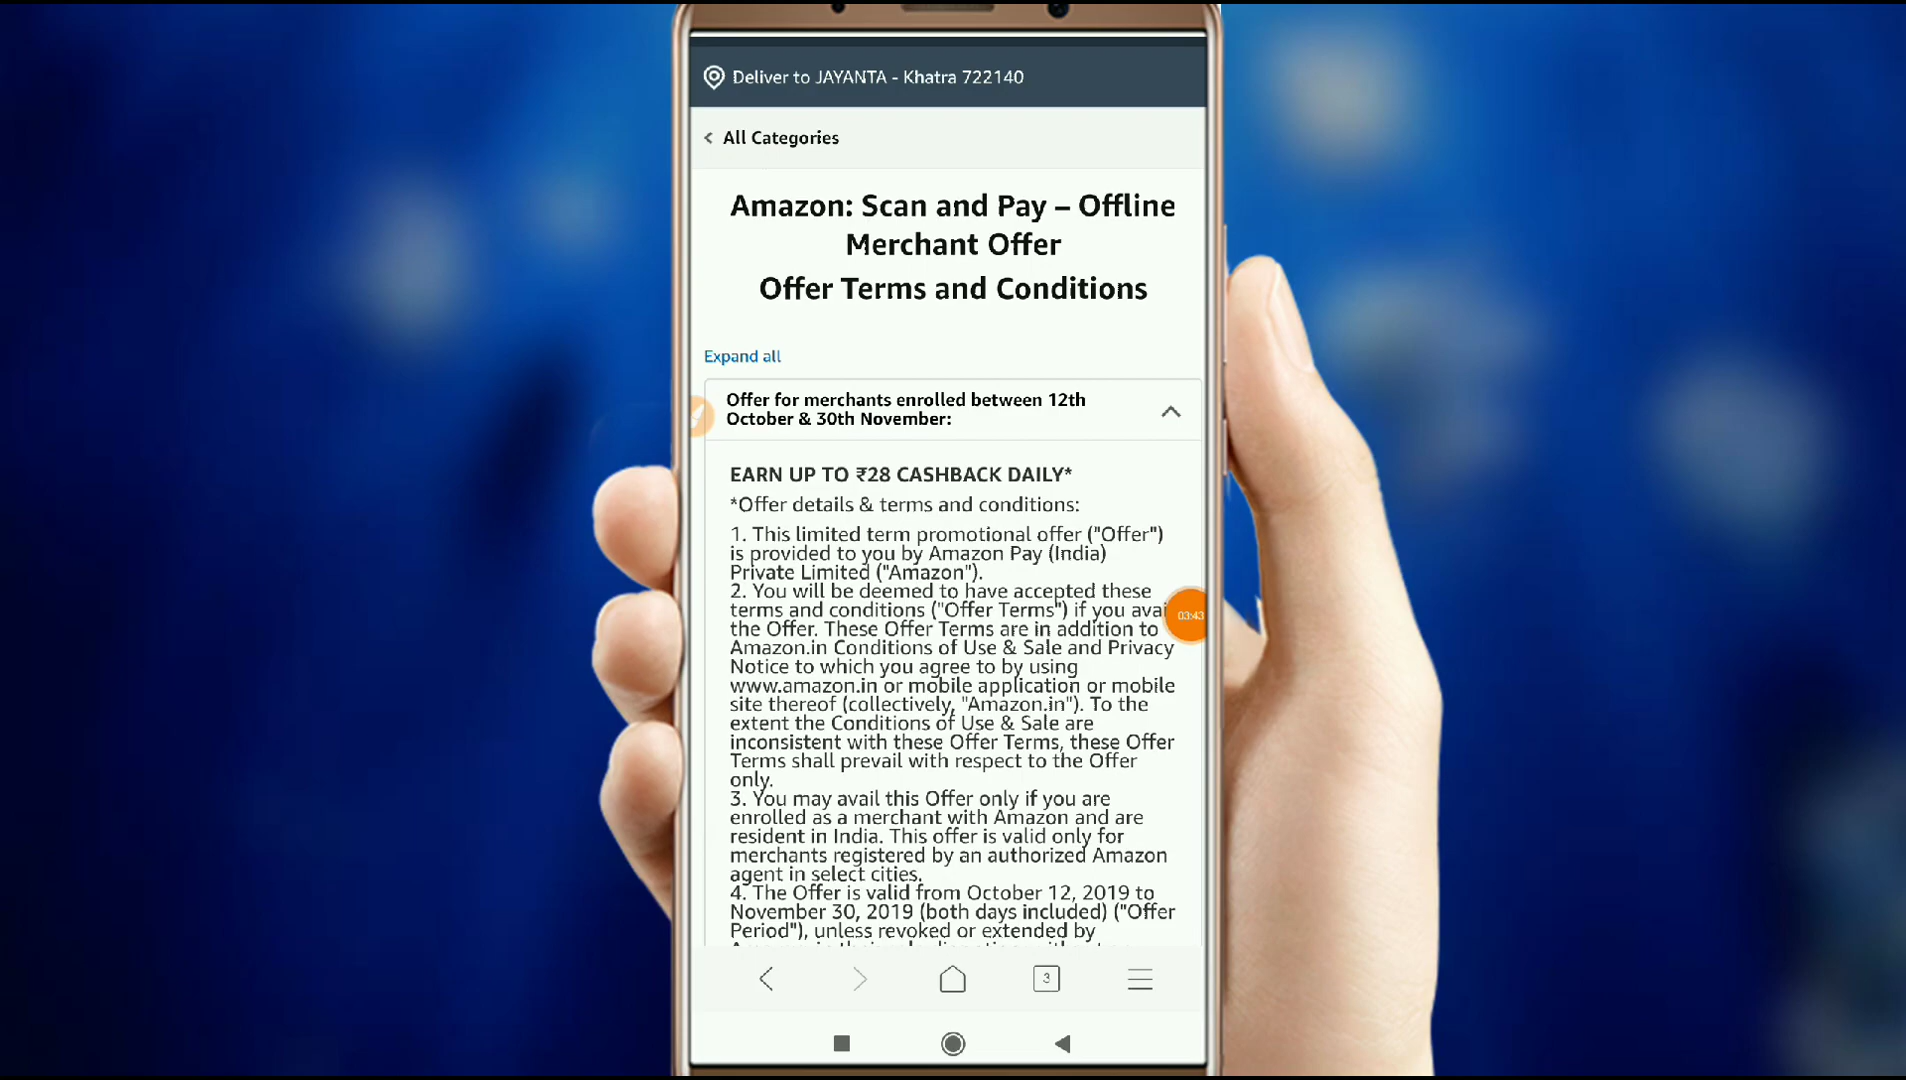 Deliver to JAYANTA - Khatra 722140
All Categories
Amazon: Scan and Pay – Offline
Merchant Offer
Offer Terms and Conditions
Expand all
Offer for merchants enrolled between 12th
October & 30th November:
EARN UP TO ₹28 CASHBACK DAILY*
*Offer details & terms and conditions:
1. This limited term promotional offer ("Offer")
is provided to you by Amazon Pay (India)
Private Limited ("Amazon").
2. You will be deemed to have accepted these
terms and conditions ("Offer Terms") if you avai
the Offer. These Offer Terms are in addition to
03:43
Amazon.in Conditions of Use & Sale and Privacy
Notice to which you agree to by using
www.amazon.in or mobile application or mobile
site thereof (collectively, "Amazon.in"). To the
extent the Conditions of Use & Sale are
inconsistent with these Offer Terms, these Offer
Terms shall prevail with respect to the Offer
only.
3. You may avail this Offer only if you are
enrolled as a merchant with Amazon and are
resident in India. This offer is valid only for
merchants registered by an authorized Amazon
agent in select cities.
4. The Offer is valid from October 12, 2019 to
November 30, 2019 (both days included) ("Offer
Period"), unless revoked or extended by
3